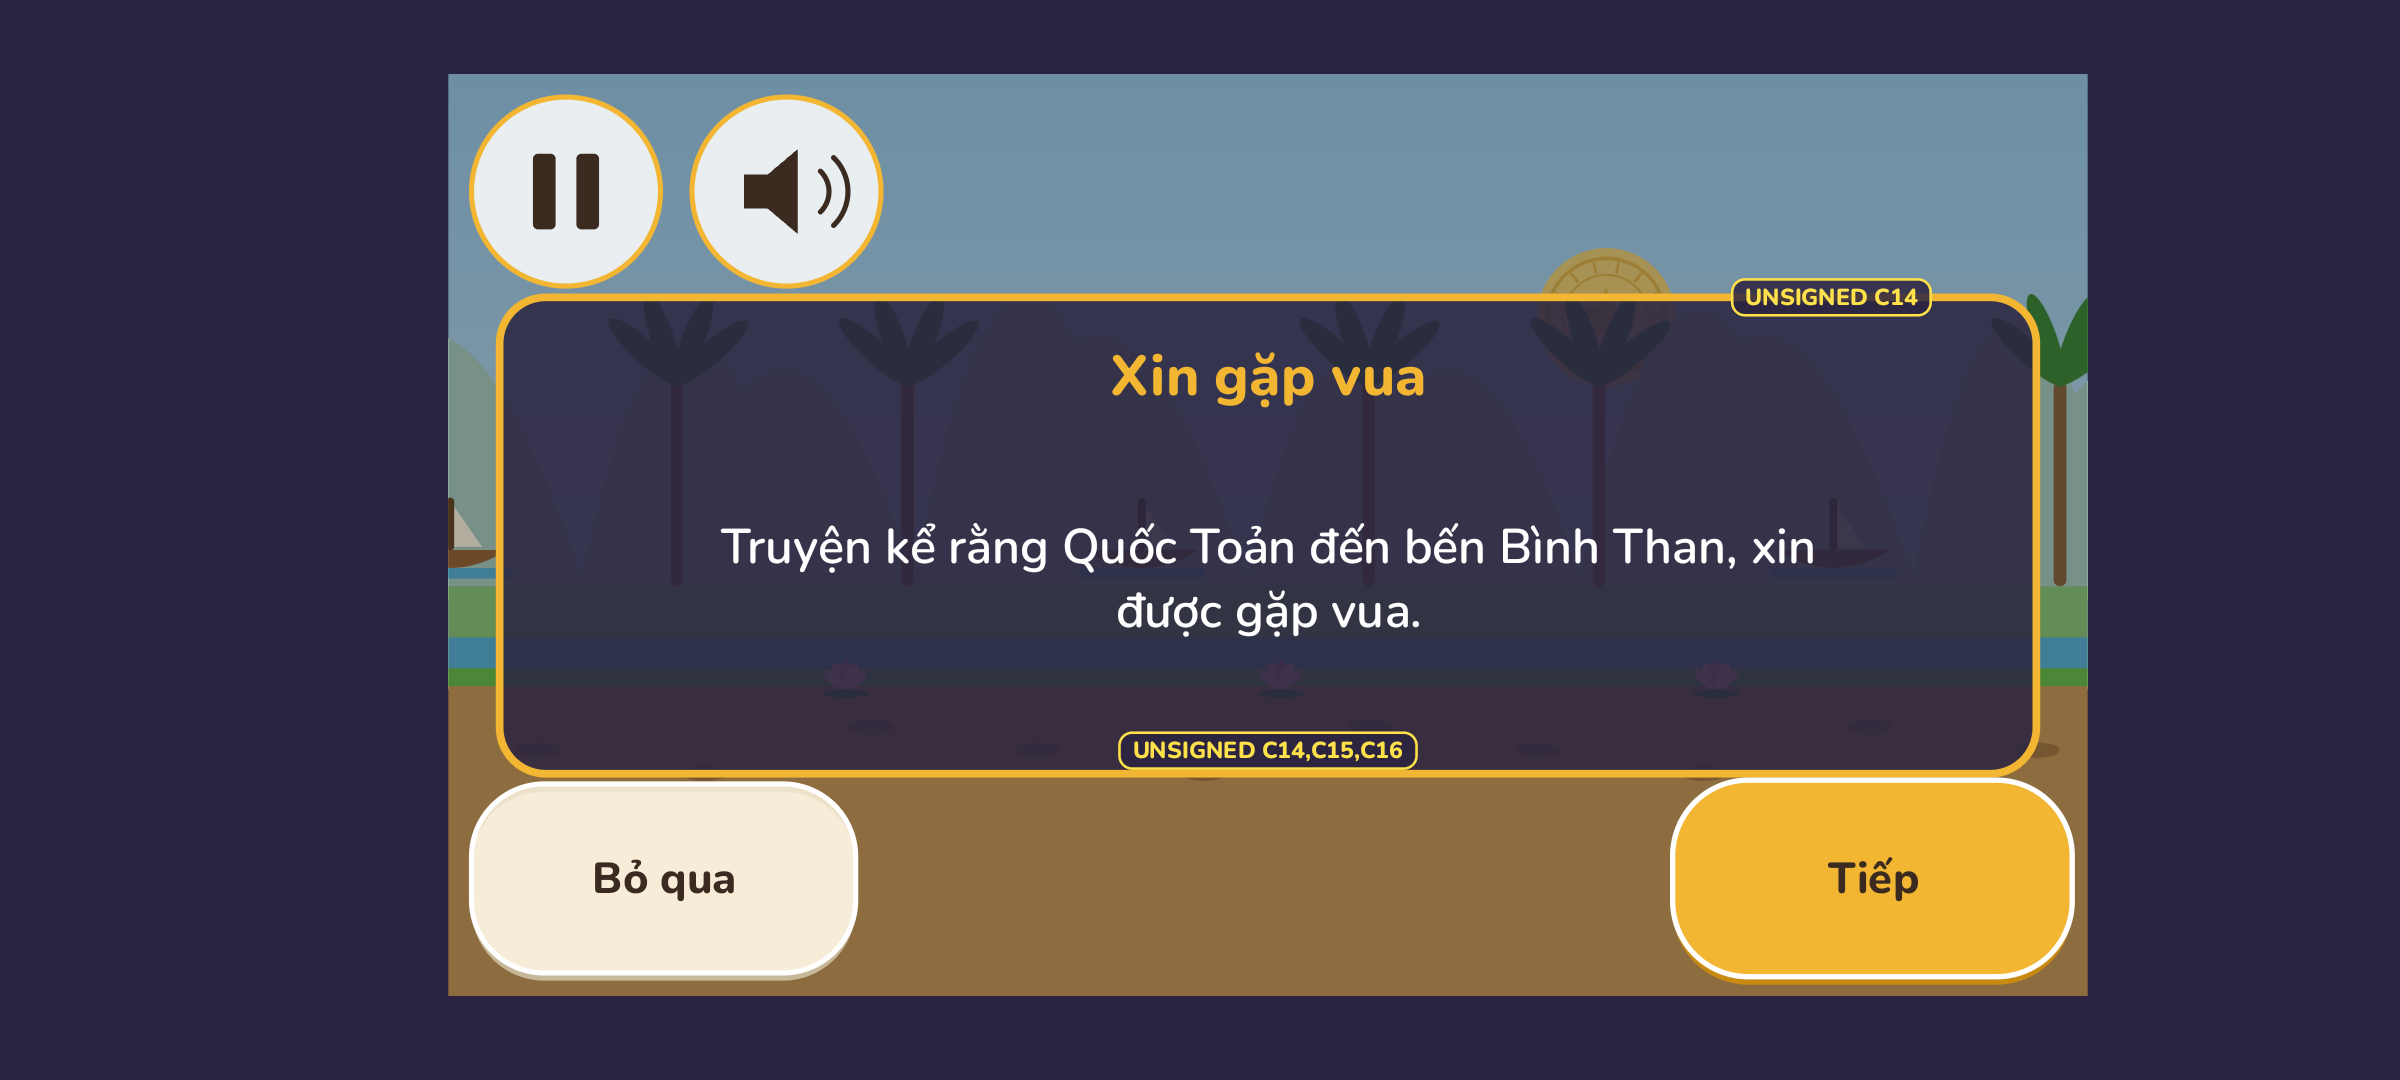 UNSIGNED C14
Xin gặp vua
Truyện kể rằng Quốc Toản đến bến Bình Than, xin
được gặp vua.
UNSIGNED C14,C15,C16
Bỏ qua
Tiếp